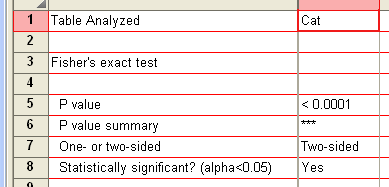 1 Table Analyzed Cat
2
3 Fisher's exact test
4
5 P value < 0.0001
6 P value summary ***
7 One- or two-sided Two-sided
8 Statistically significant? (alpha<0.05) Yes